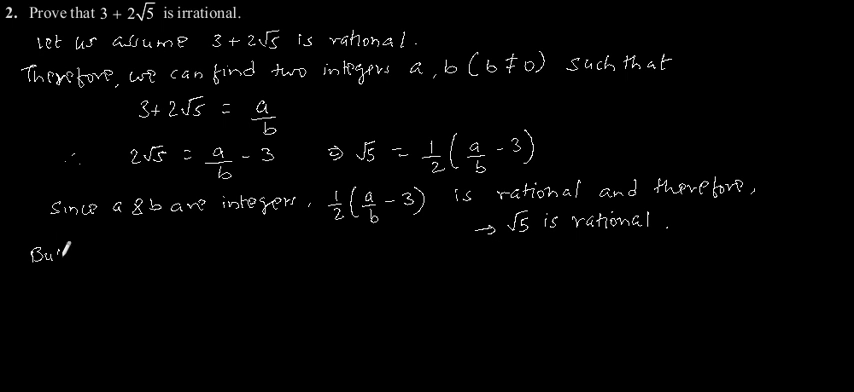 2. Prove that 3 + 2√5 is irrational.
Let us assume 3 + 2√5 is rational.
Therefore, we can find two integers a, b (b ≠ 0) such that
3 + 2√5 = a/b
∴ 2√5 = a/b - 3 ⇒ √5 = 1/2 (a/b - 3)
Since a & b are integers, 1/2 (a/b - 3) is rational and therefore,
→ √5 is rational.